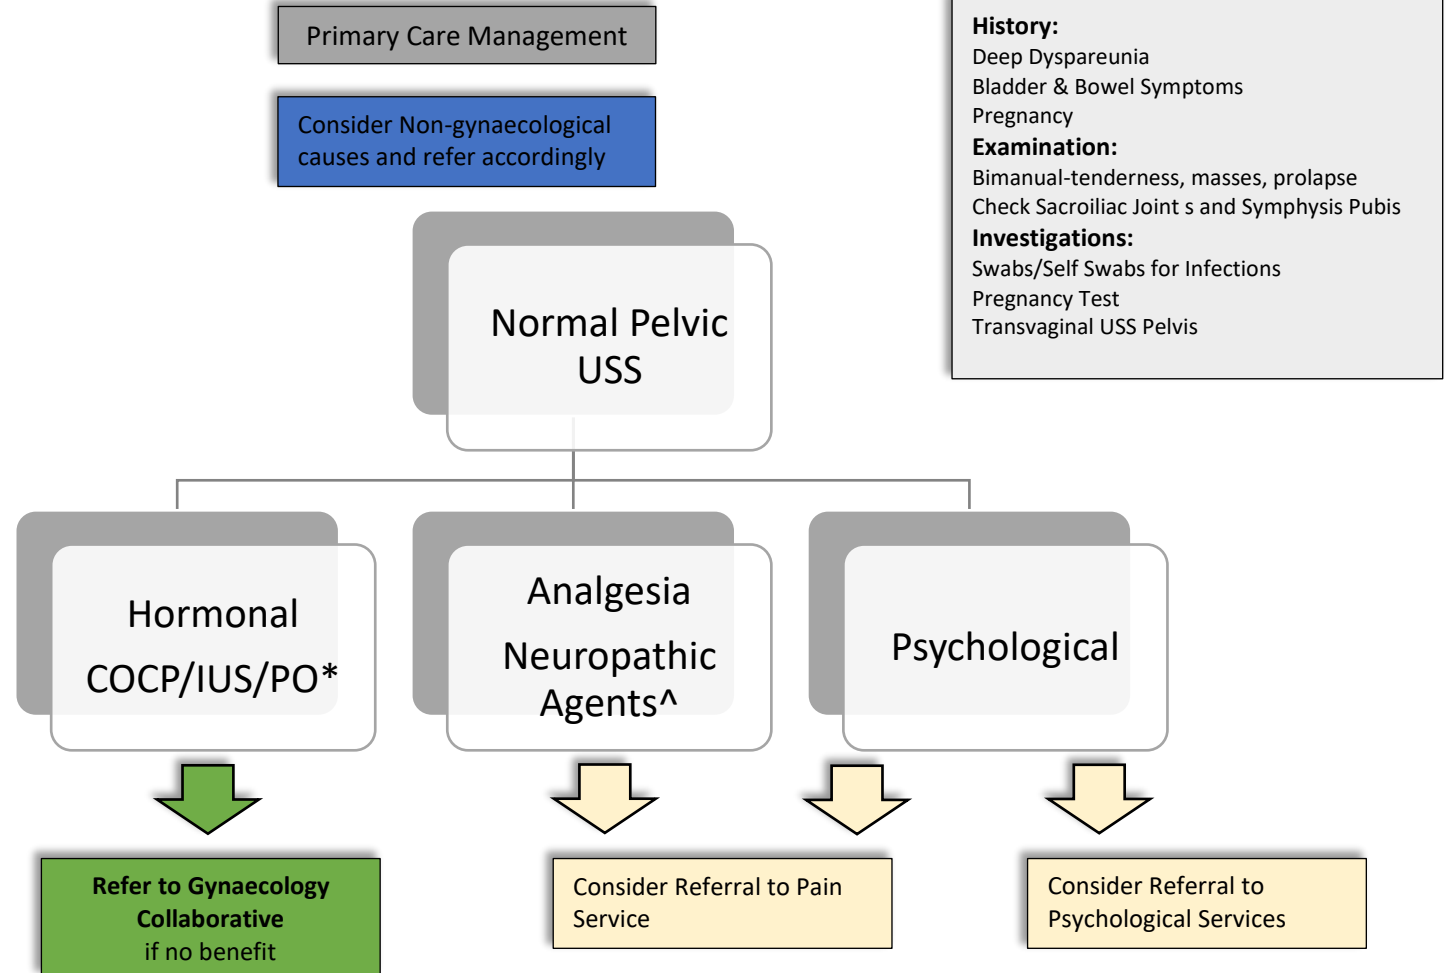 Primary Care Management
Consider Non-gynaecological
causes and refer accordingly
History:
Deep Dyspareunia
Bladder & Bowel Symptoms
Pregnancy
Examination:
Bimanual-tenderness, masses, prolapse
Check Sacroiliac Joint s and Symphysis Pubis
Investigations:
Swabs/Self Swabs for Infections
Pregnancy Test
Transvaginal USS Pelvis
Normal Pelvic
USS
Hormonal
COCP/IUS/PO*
Analgesia
Neuropathic
Agents^
Psychological
Refer to Gynaecology
Collaborative
if no benefit
Consider Referral to Pain
Service
Consider Referral to
Psychological Services